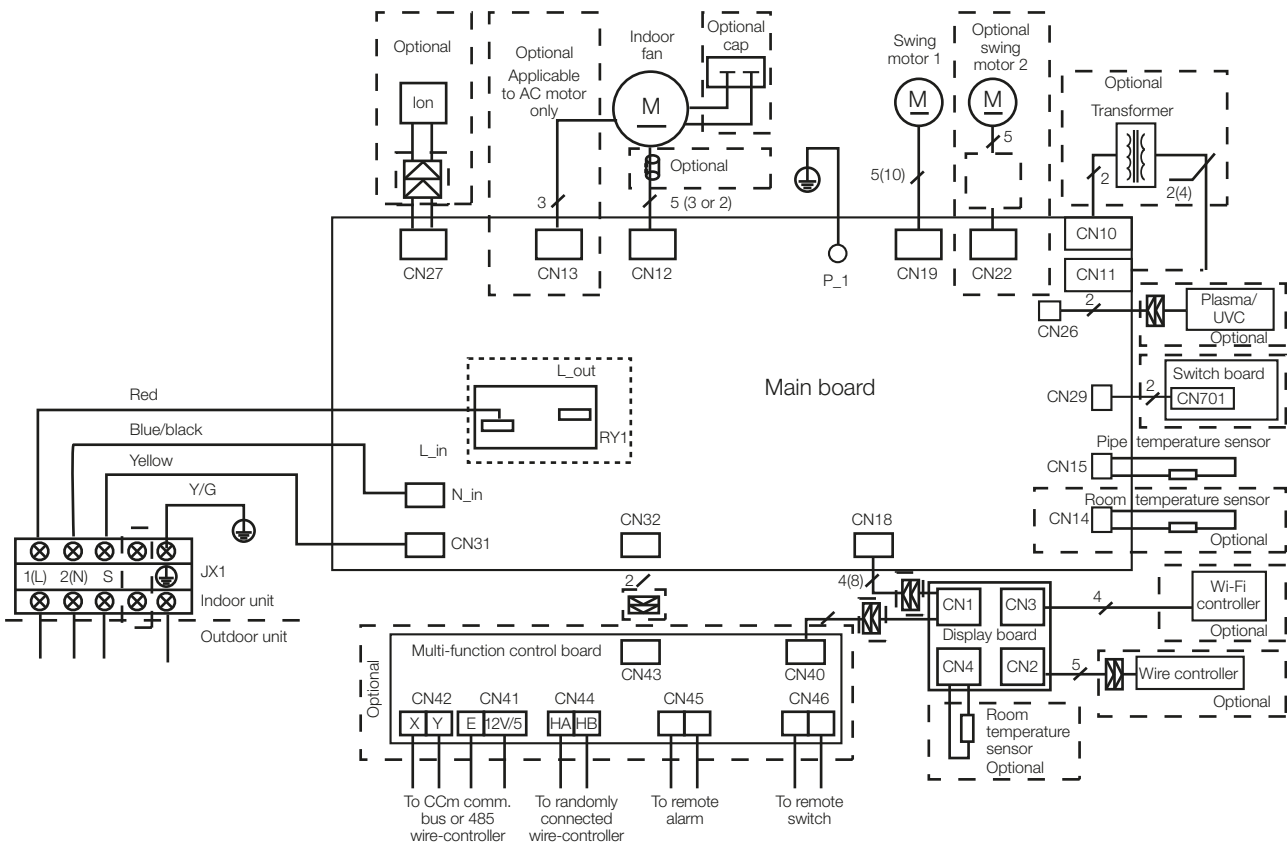 Optional
Ion
CN27
Optional
Applicable
to AC motor
only
3
CN13
Indoor
fan
M
Optional
cap
Optional
5 (3 or 2)
CN12
P_1
Swing
motor 1
M
5(10)
CN19
Optional
swing
motor 2
M
5
CN22
Optional
Transformer
2
2(4)
CN10
CN11
2
CN26
Plasma/
UVC
Optional
Switch board
2
CN29
CN701
Pipe temperature sensor
CN15
Room temperature sensor
CN14
Optional
Main board
L_out
RY1
L_in
Red
Blue/black
Yellow
Y/G
N_in
CN31
CN32
CN18
1(L) 2(N) S
JX1
Indoor unit
Outdoor unit
2
4(8)
CN1
CN3
Display board
CN4
CN2
4
Wi-Fi
controller
Optional
5
Wire controller
Optional
Room
temperature
sensor
Optional
Optional
Multi-function control board
CN43
CN40
CN42 CN41 CN44 CN45 CN46
X Y E 12V/5 HA HB
To CCm comm.
bus or 485
wire-controller
To randomly
connected
wire-controller
To remote
alarm
To remote
switch